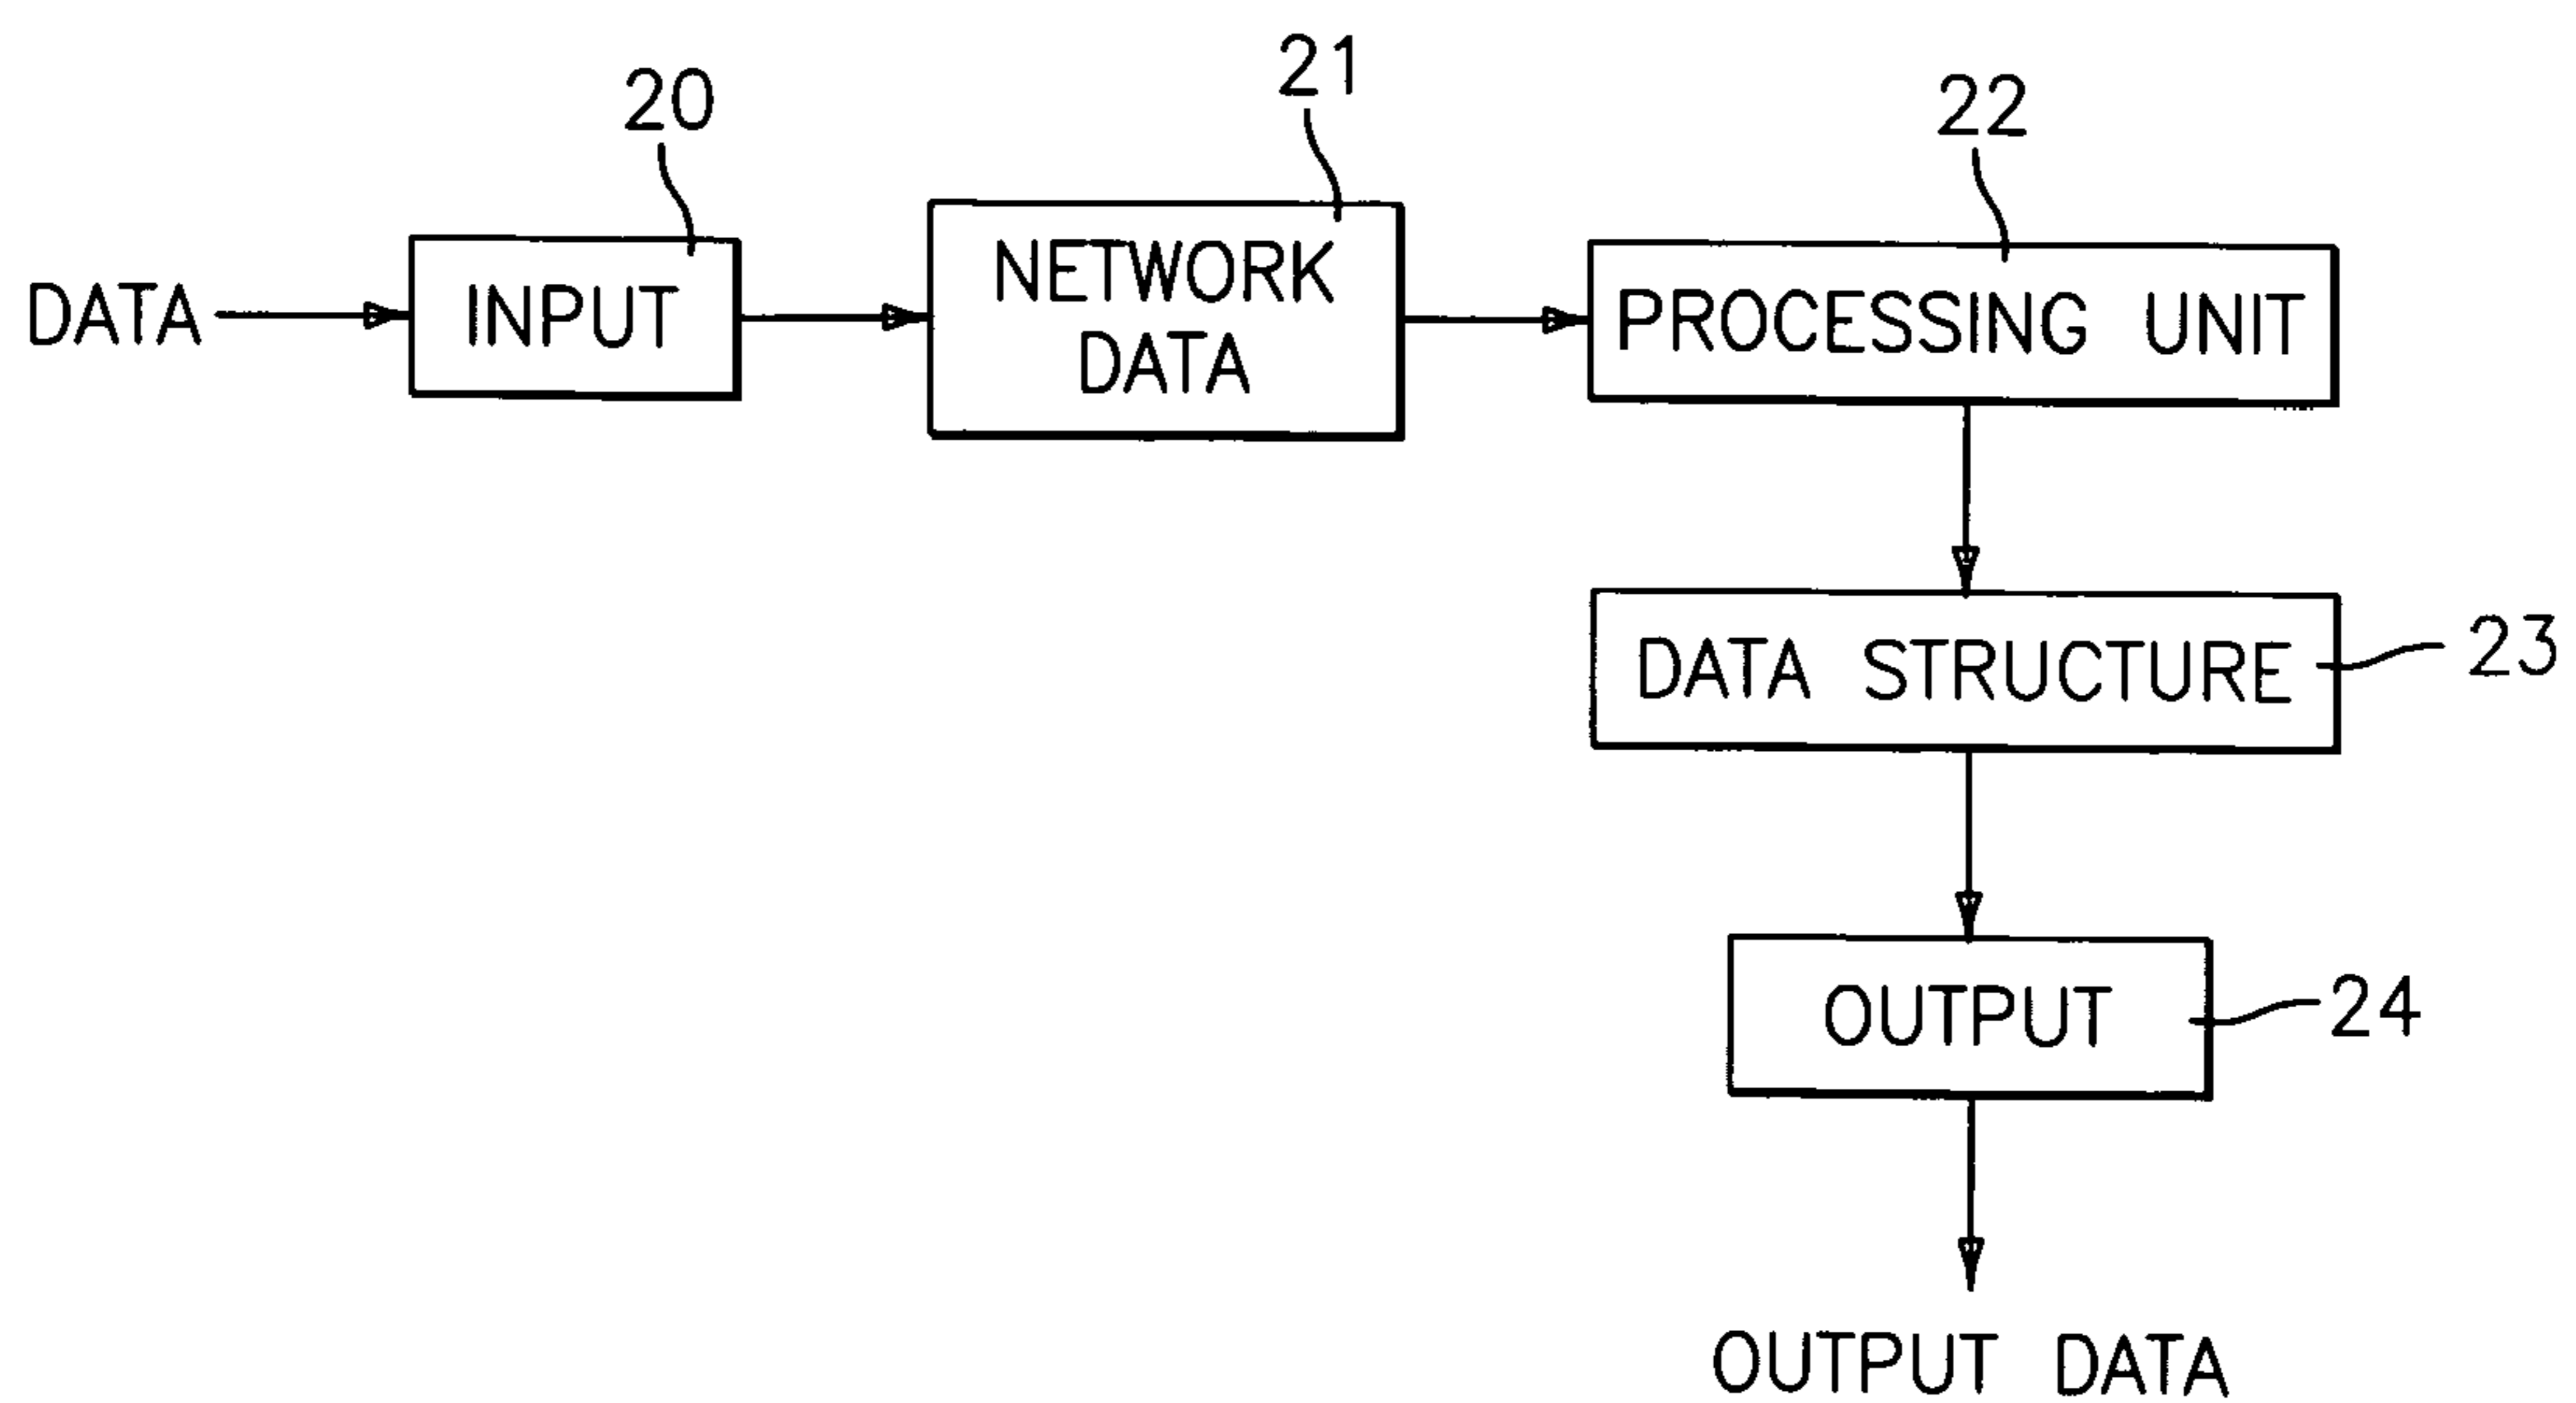 20
21
22
DATA
INPUT
NETWORK
DATA
PROCESSING UNIT
DATA STRUCTURE
23
OUTPUT
24
OUTPUT DATA